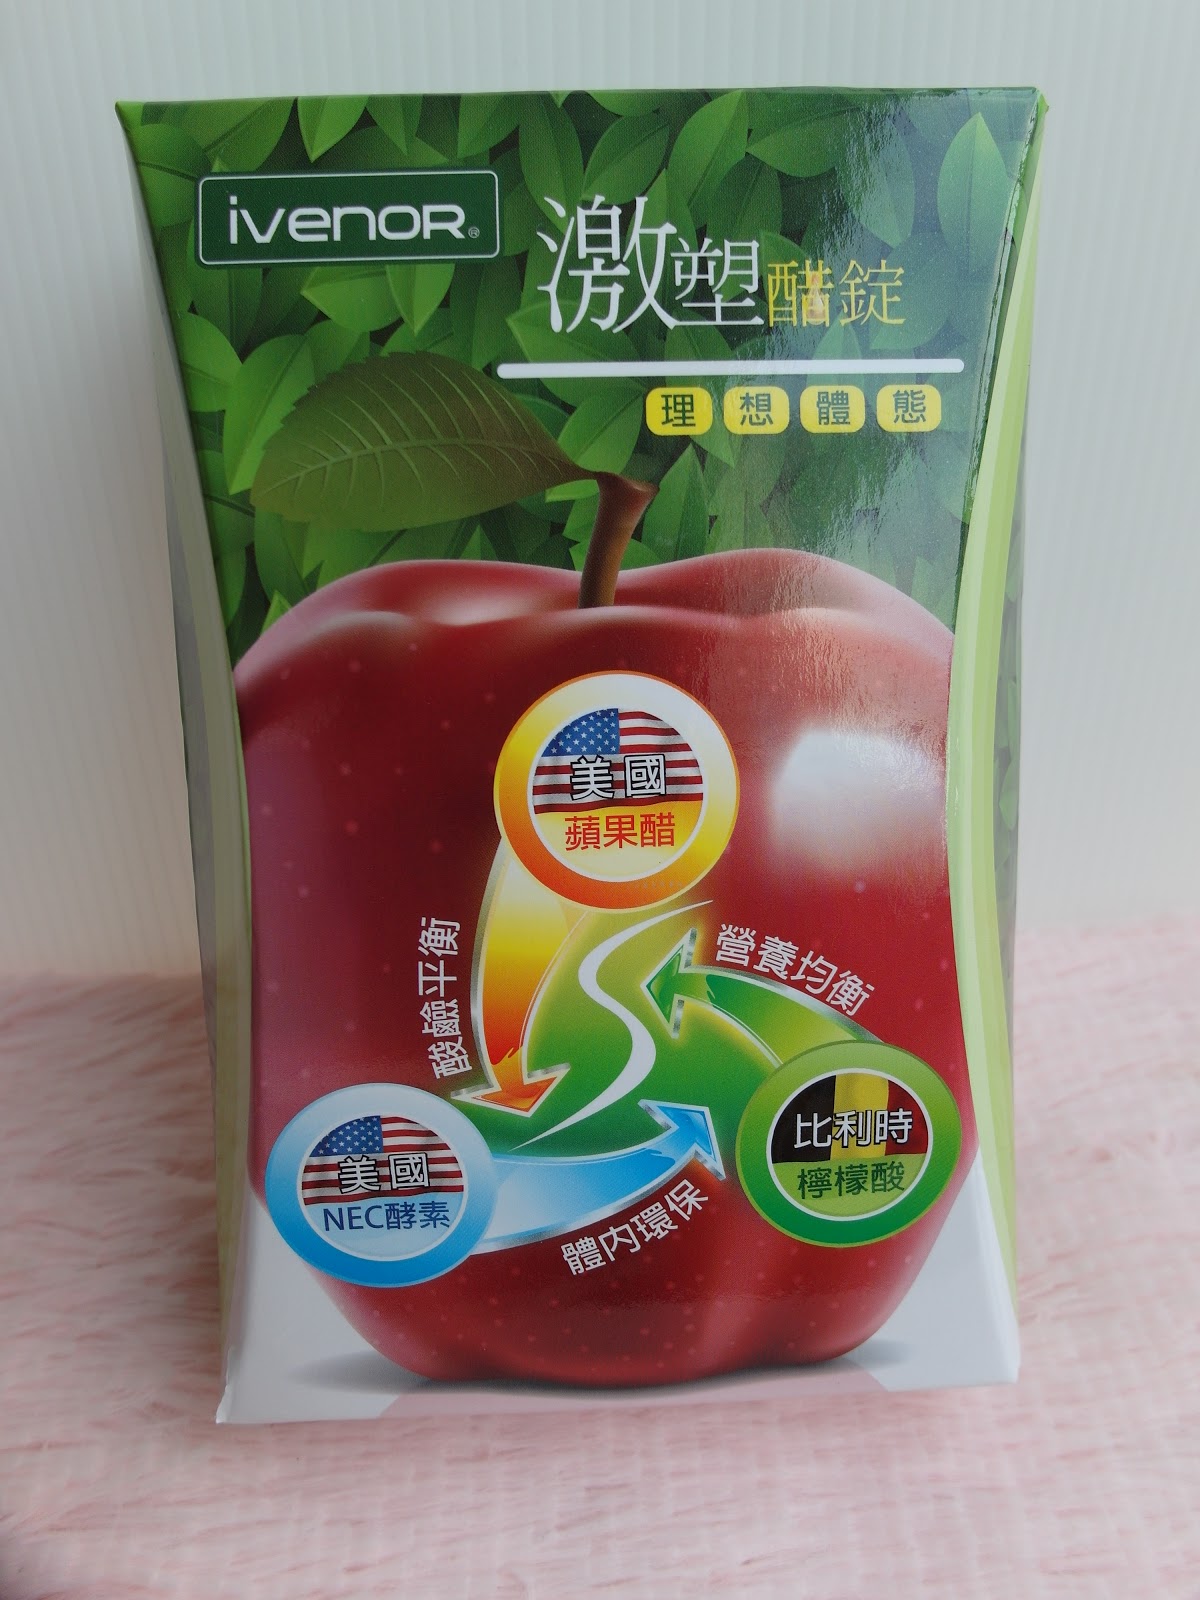 ivenor®
激塑醋錠
理想體態
美國
蘋果醋
酸鹼平衡
營養均衡
比利時
檸檬酸
美國
NEC酵素
體內環保